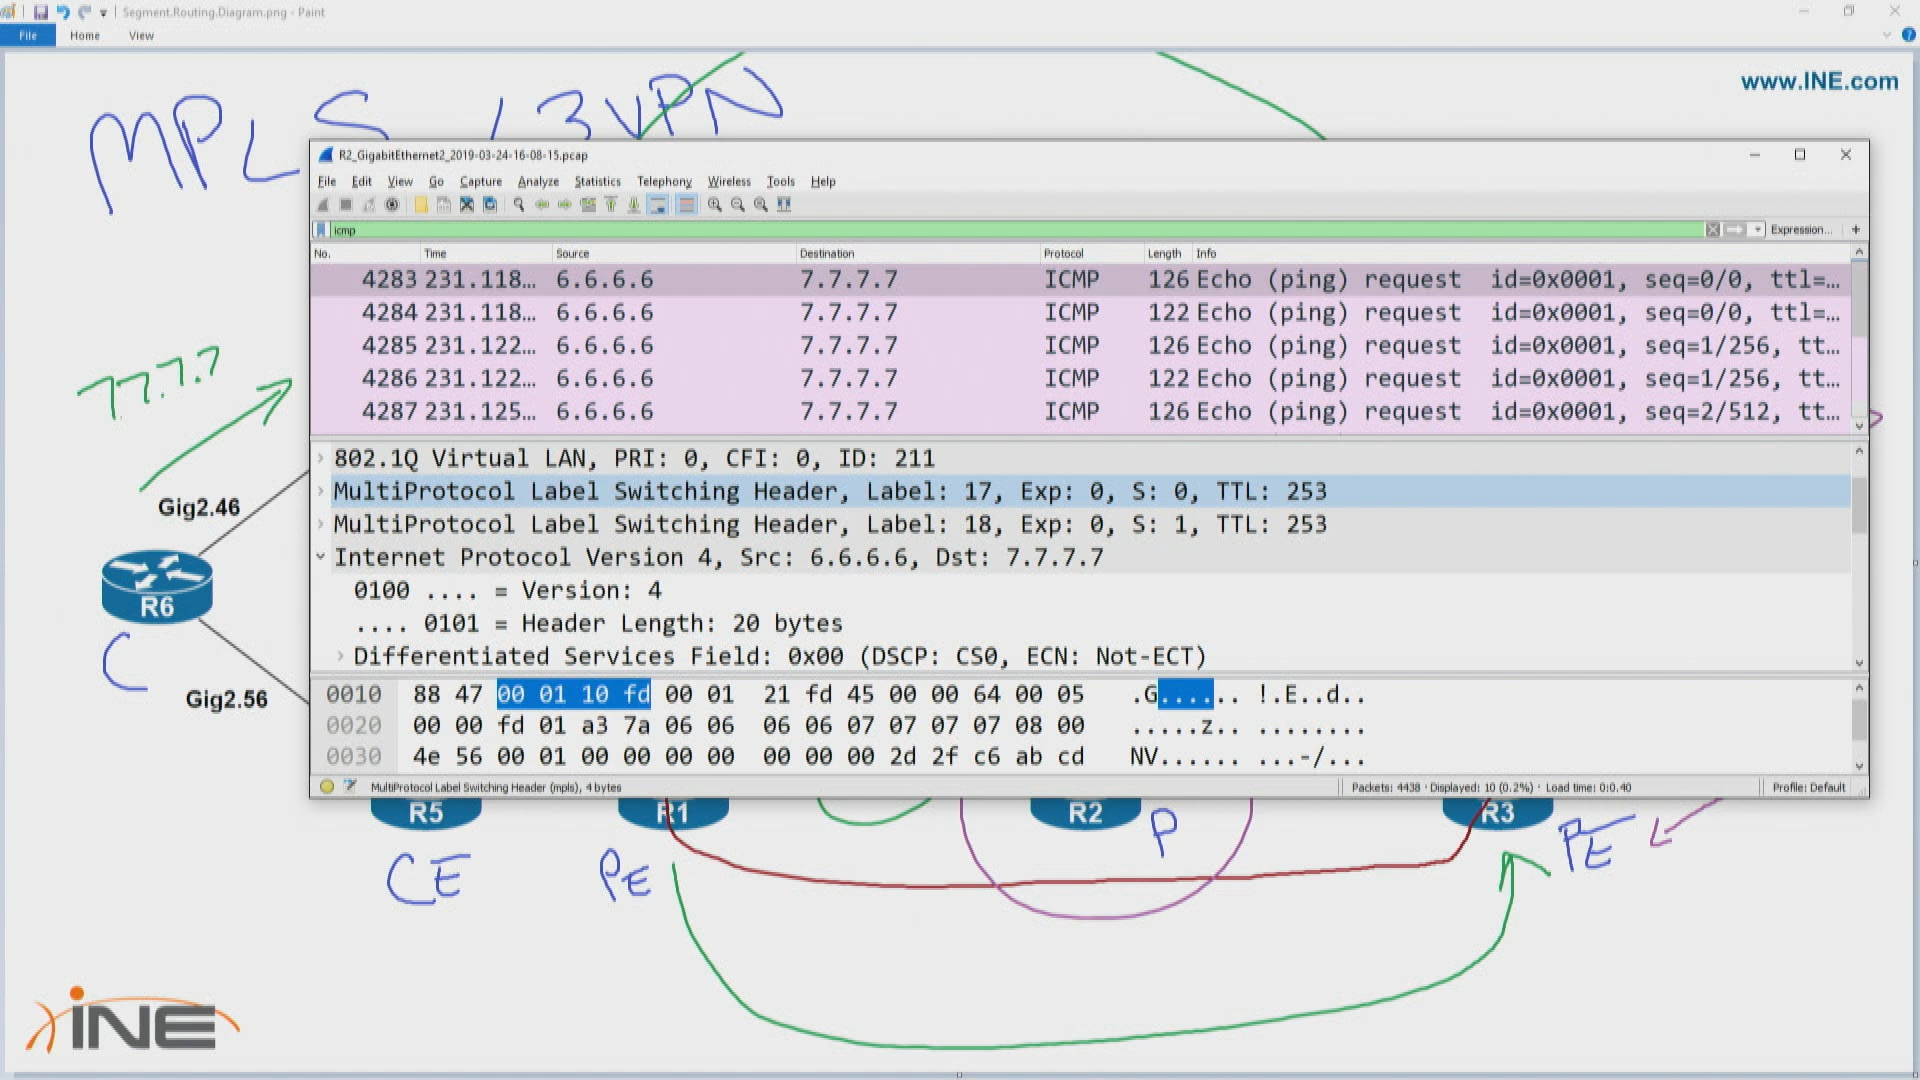 Segment.Routing.Diagram.png - Paint
File Home View
www.INE.com
MPLS L3VPN
R2_GigabitEthernet2_2019-03-24-16-08-15.pcap
File Edit View Go Capture Analyze Statistics Telephony Wireless Tools Help
icmp Expression... +
No. Time Source Destination Protocol Length Info
4283 231.118... 6.6.6.6 7.7.7.7 ICMP 126 Echo (ping) request id=0x0001, seq=0/0, ttl=...
4284 231.118... 6.6.6.6 7.7.7.7 ICMP 122 Echo (ping) request id=0x0001, seq=0/0, ttl=...
4285 231.122... 6.6.6.6 7.7.7.7 ICMP 126 Echo (ping) request id=0x0001, seq=1/256, tt...
4286 231.122... 6.6.6.6 7.7.7.7 ICMP 122 Echo (ping) request id=0x0001, seq=1/256, tt...
4287 231.125... 6.6.6.6 7.7.7.7 ICMP 126 Echo (ping) request id=0x0001, seq=2/512, tt...
7.7.7.7
802.1Q Virtual LAN, PRI: 0, CFI: 0, ID: 211
MultiProtocol Label Switching Header, Label: 17, Exp: 0, S: 0, TTL: 253
MultiProtocol Label Switching Header, Label: 18, Exp: 0, S: 1, TTL: 253
Internet Protocol Version 4, Src: 6.6.6.6, Dst: 7.7.7.7
0100 .... = Version: 4
.... 0101 = Header Length: 20 bytes
Differentiated Services Field: 0x00 (DSCP: CS0, ECN: Not-ECT)
Gig2.46
R6
C
Gig2.56
0010 88 47 00 01 10 fd 00 01 21 fd 45 00 00 64 00 05 .G...... !.E..d..
0020 00 00 fd 01 a3 7a 06 06 06 06 07 07 07 07 08 00 .....z.. ........
0030 4e 56 00 01 00 00 00 00 00 00 00 2d 2f c6 ab cd NV...... ...-/...
MultiProtocol Label Switching Header (mpls), 4 bytes
Packets: 4438 · Displayed: 10 (0.2%) · Load time: 0:0.40
Profile: Default
R5 R1 R2 R3
CE PE P PE
INE